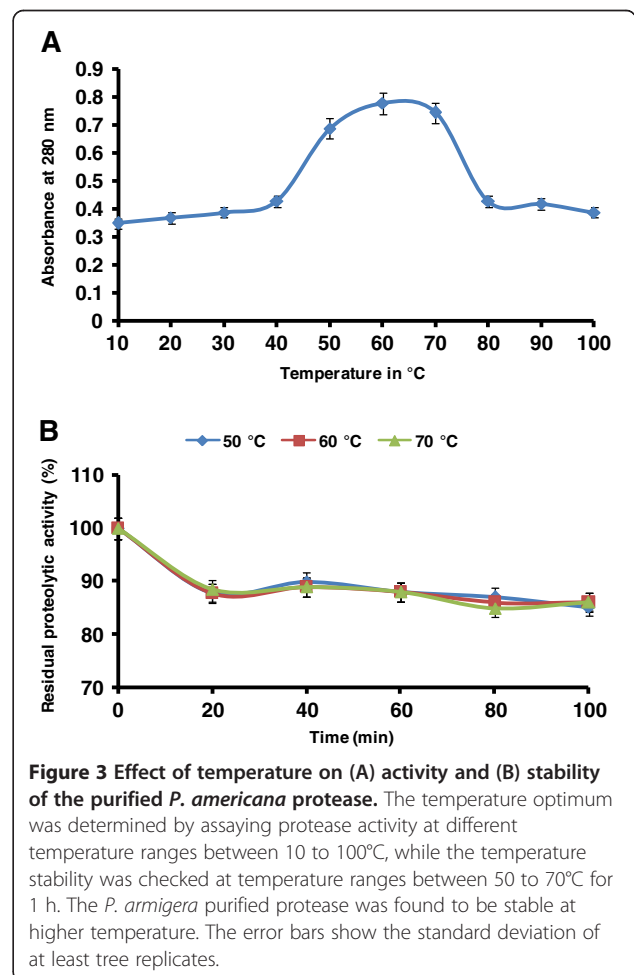 A
Absorbance at 280 nm
0.9
0.8
0.7
0.6
0.5
0.4
0.3
0.2
0.1
0
10 20 30 40 50 60 70 80 90 100
Temperature in °C
B
50 °C 60 °C 70 °C
Residual proteolytic activity (%)
110
100
90
80
70
0 20 40 60 80 100
Time (min)
Figure 3 Effect of temperature on (A) activity and (B) stability
of the purified P. americana protease. The temperature optimum
was determined by assaying protease activity at different
temperature ranges between 10 to 100°C, while the temperature
stability was checked at temperature ranges between 50 to 70°C for
1 h. The P. armigera purified protease was found to be stable at
higher temperature. The error bars show the standard deviation of
at least tree replicates.